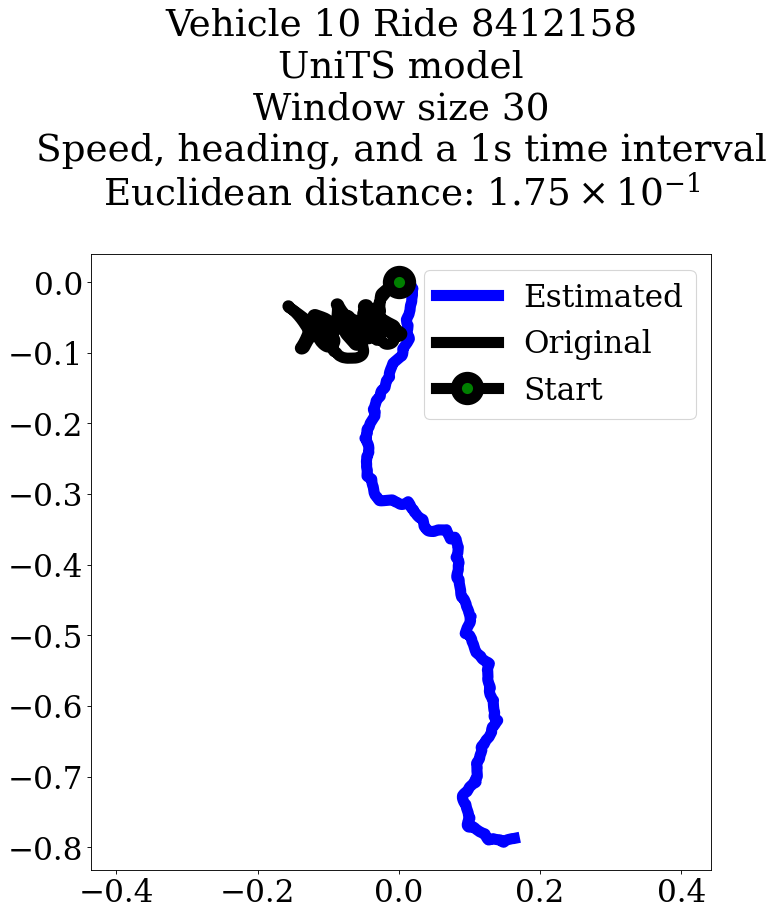 Vehicle 10 Ride 8412158
UniTS model
Window size 30
Speed, heading, and a 1s time interval
Euclidean distance: 1.75 × 10⁻¹
Estimated
Original
Start
0.0
−0.1
−0.2
−0.3
−0.4
−0.5
−0.6
−0.7
−0.8
−0.4 −0.2 0.0 0.2 0.4